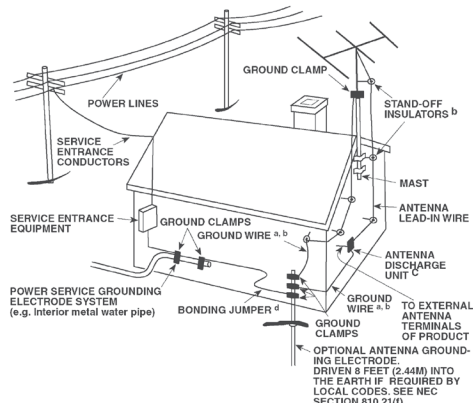 GROUND CLAMP
POWER LINES
STAND-OFF
INSULATORS b
SERVICE
ENTRANCE
CONDUCTORS
MAST
ANTENNA
LEAD-IN WIRE
SERVICE ENTRANCE
EQUIPMENT
GROUND CLAMPS
GROUND WIRE a, b
ANTENNA
DISCHARGE
UNIT C
POWER SERVICE GROUNDING
ELECTRODE SYSTEM
(e.g. Interior metal water pipe)
BONDING JUMPER d
GROUND
WIRE a, b
TO EXTERNAL
ANTENNA
TERMINALS
OF PRODUCT
GROUND
CLAMPS
OPTIONAL ANTENNA GROUND-
ING ELECTRODE.
DRIVEN 8 FEET (2.44M) INTO
THE EARTH IF REQUIRED BY
LOCAL CODES. SEE NEC
SECTION 810.21(f)